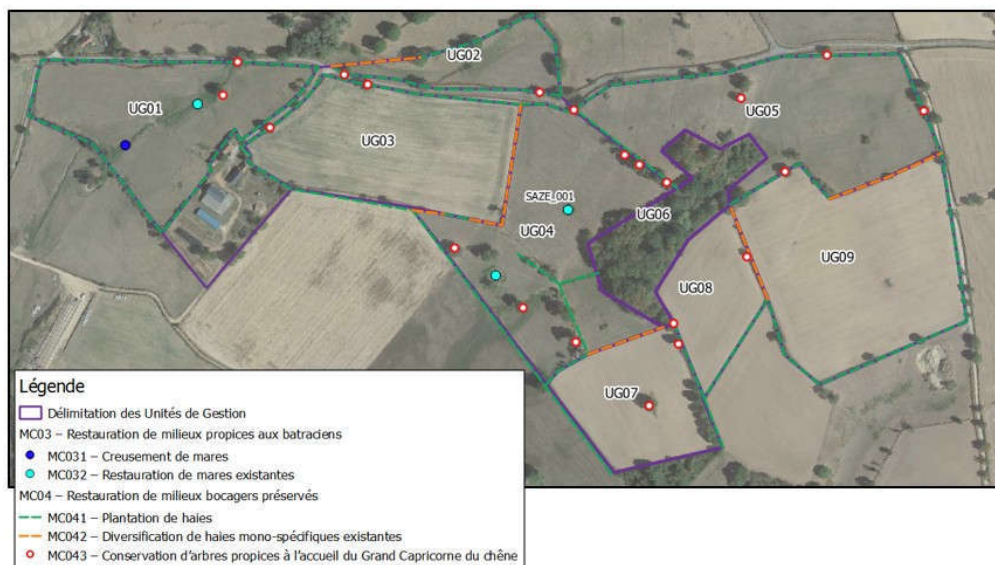 UG02
UG01
UG05
UG03
SAZE_001
UG06
UG04
UG09
UG08
UG07
Légende
Délimitation des Unités de Gestion
MC03 – Restauration de milieux propices aux batraciens
MC031 – Creusement de mares
MC032 – Restauration de mares existantes
MC04 – Restauration de milieux bocagers préservés
MC041 – Plantation de haies
MC042 – Diversification de haies mono-spécifiques existantes
MC043 – Conservation d'arbres propices à l'accueil du Grand Capricorne du chêne